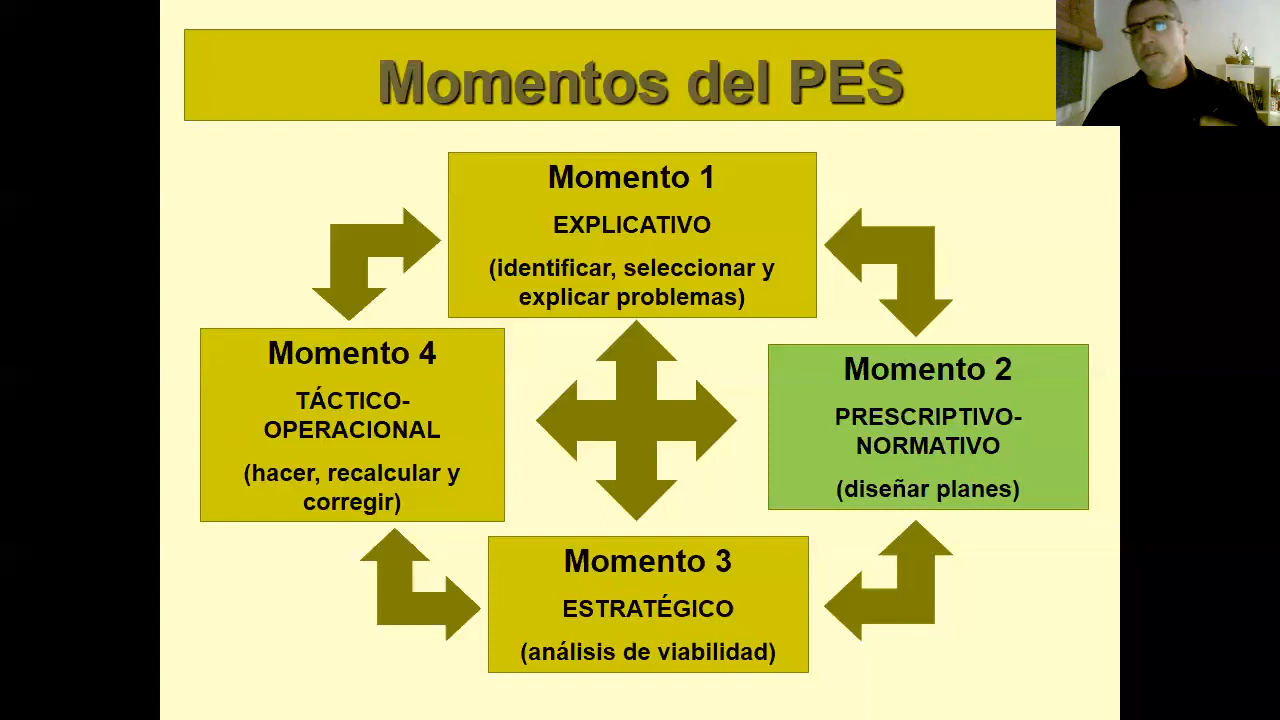 Momentos del PES
Momento 1
EXPLICATIVO
(identificar, seleccionar y
explicar problemas)
Momento 4
TÁCTICO-
OPERACIONAL
(hacer, recalcular y
corregir)
Momento 2
PRESCRIPTIVO-
NORMATIVO
(diseñar planes)
Momento 3
ESTRATÉGICO
(análisis de viabilidad)